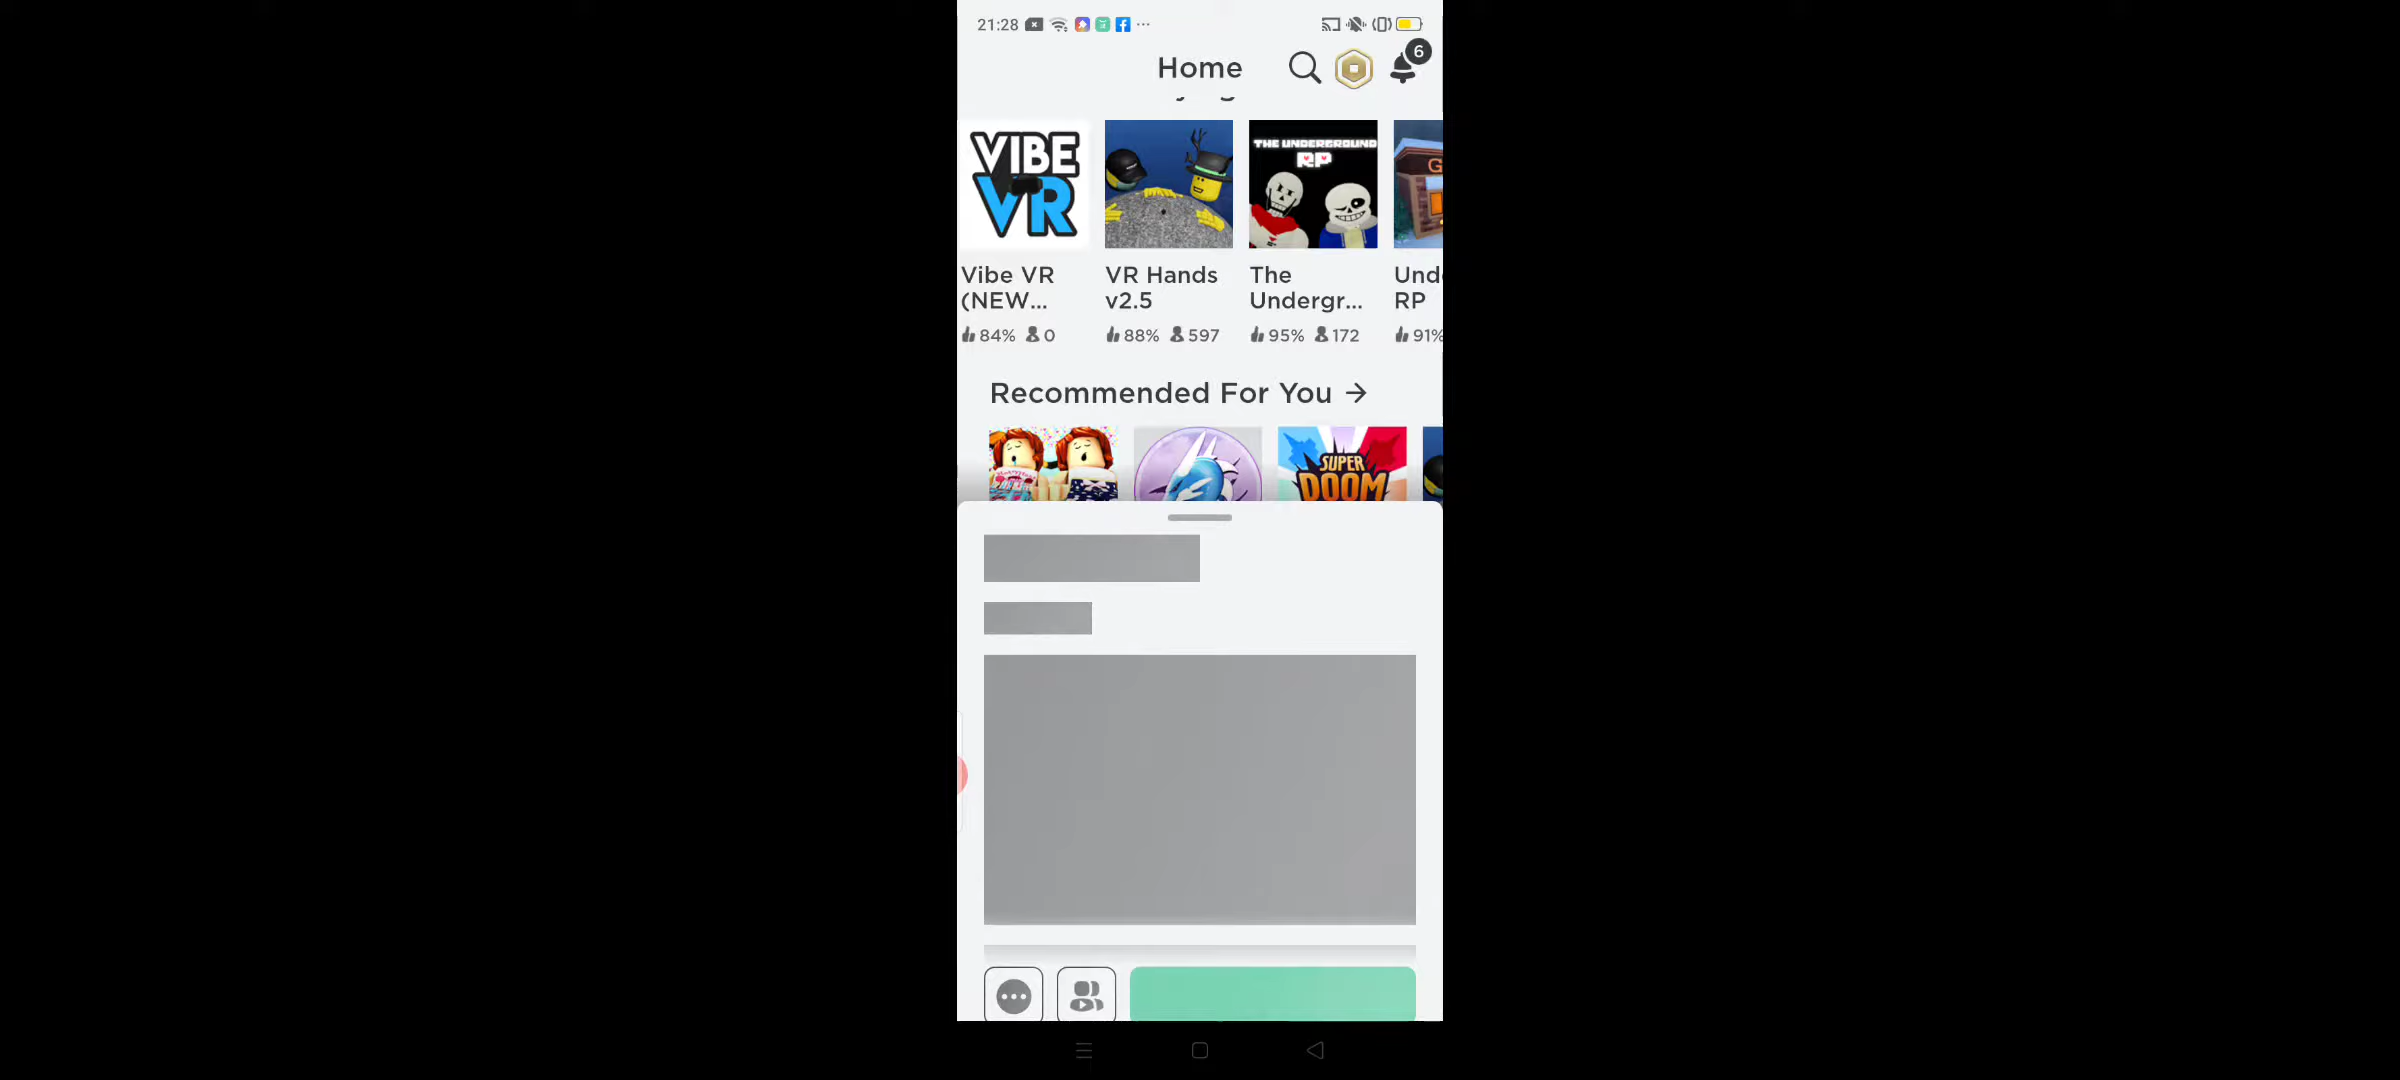 21:28
Home
6
VIBE
VR
THE UNDERGROUND
RP
G
Vibe VR
(NEW...
VR Hands
v2.5
The
Undergr...
Und
RP
84% 0
88% 597
95% 172
91%
Recommended For You →
SUPER
DOOM